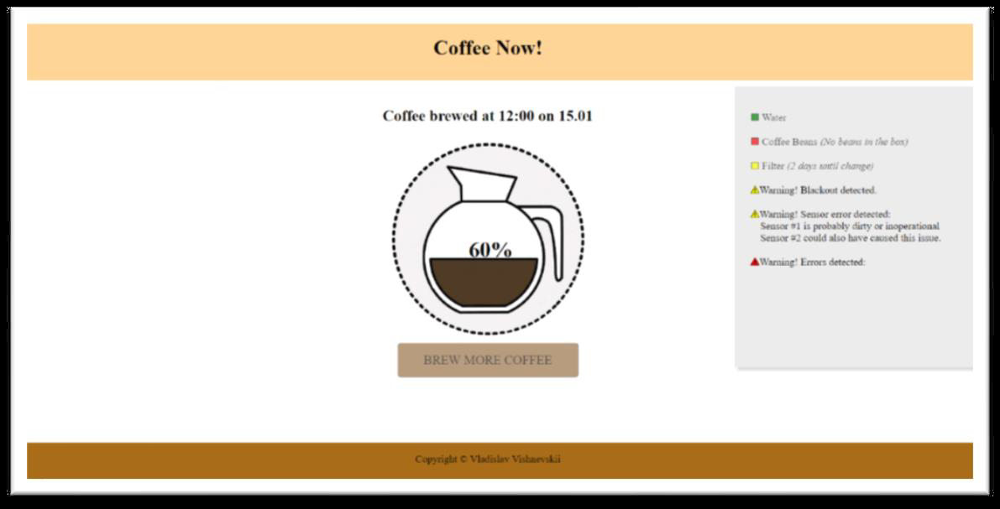 Coffee Now!
Coffee brewed at 12:00 on 15.01
60%
BREW MORE COFFEE
Water
Coffee Beans (No beans in the box)
Filter (2 days until change)
Warning! Blackout detected.
Warning! Sensor error detected:
Sensor #1 is probably dirty or inoperational
Sensor #2 could also have caused this issue.
Warning! Errors detected:
Copyright © Vladislav Vishnevskii